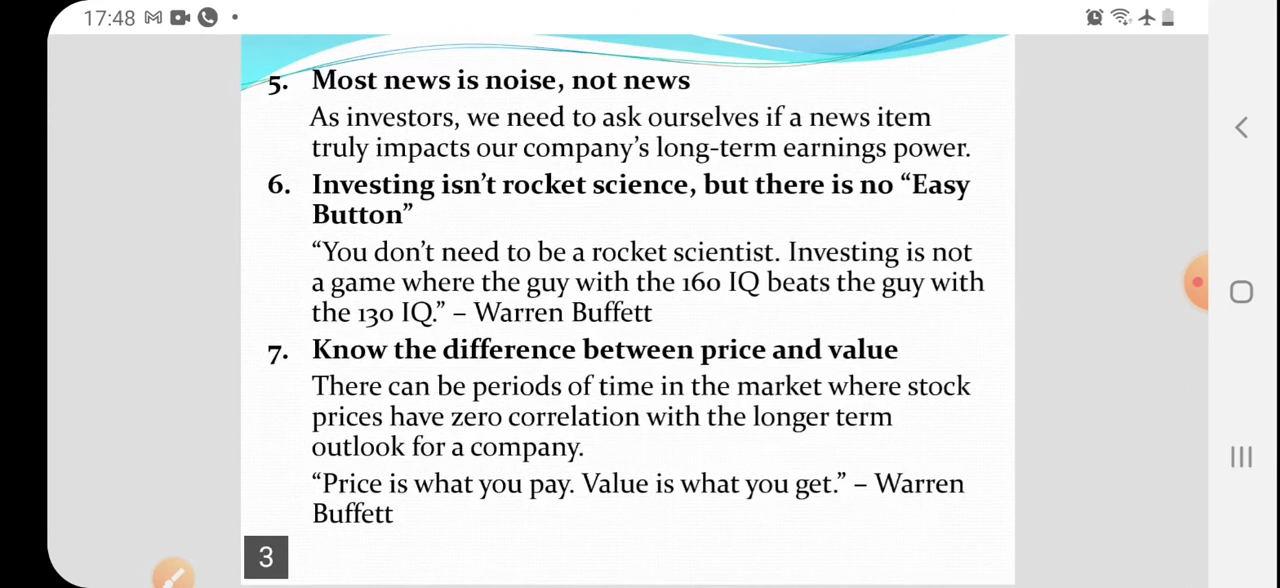 17:48
5. Most news is noise, not news
As investors, we need to ask ourselves if a news item
truly impacts our company’s long-term earnings power.
6. Investing isn’t rocket science, but there is no “Easy
Button”
“You don’t need to be a rocket scientist. Investing is not
a game where the guy with the 160 IQ beats the guy with
the 130 IQ.” – Warren Buffett
7. Know the difference between price and value
There can be periods of time in the market where stock
prices have zero correlation with the longer term
outlook for a company.
“Price is what you pay. Value is what you get.” – Warren
Buffett
3